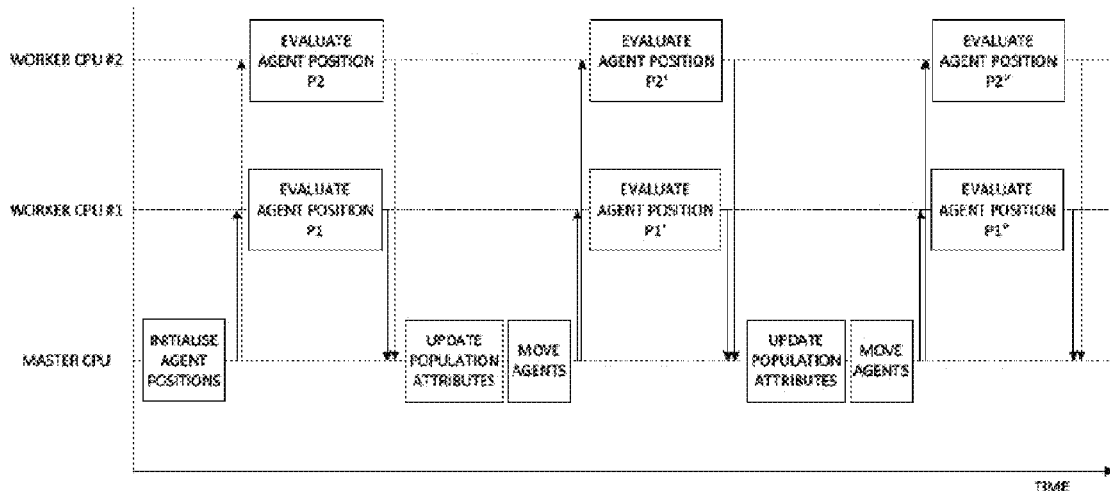 WORKER CPU #2
EVALUATE
AGENT POSITION
P2
EVALUATE
AGENT POSITION
P2'
EVALUATE
AGENT POSITION
P2"
WORKER CPU #1
EVALUATE
AGENT POSITION
P1
EVALUATE
AGENT POSITION
P1'
EVALUATE
AGENT POSITION
P1"
MASTER CPU
INITIALISE
AGENT
POSITIONS
UPDATE
POPULATION
ATTRIBUTES
MOVE
AGENTS
UPDATE
POPULATION
ATTRIBUTES
MOVE
AGENTS
TIME